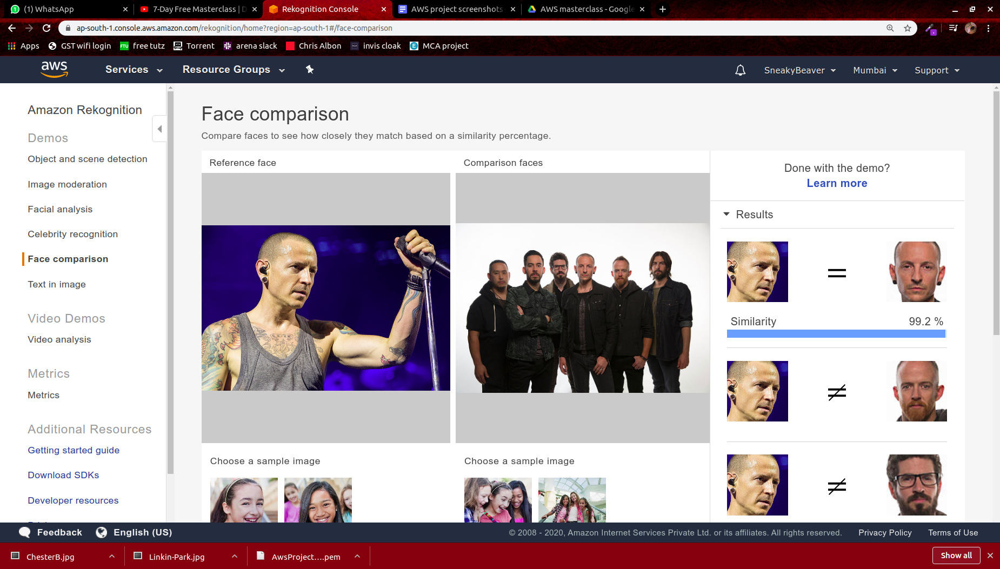 (1) WhatsApp
7-Day Free Masterclass | D
Rekognition Console
AWS project screenshots
AWS masterclass - Google
ap-south-1.console.aws.amazon.com/rekognition/home?region=ap-south-1#/face-comparison
Apps
GST wifi login
FTU
free tutz
Torrent
arena slack
Chris Albon
invis cloak
E
MCA project
aws
Services
Resource Groups
SneakyBeaver
Mumbai
Support
Amazon Rekognition
Demos
Object and scene detection
Image moderation
Facial analysis
Celebrity recognition
Face comparison
Text in image
Video Demos
Video analysis
Metrics
Metrics
Additional Resources
Getting started guide
Download SDKs
Developer resources
Face comparison
Compare faces to see how closely they match based on a similarity percentage.
Reference face
Comparison faces
Choose a sample image
Choose a sample image
Done with the demo?
Learn more
Results
=
Similarity 99.2 %
≠
≠
Feedback
English (US)
© 2008 - 2020, Amazon Internet Services Private Ltd. or its affiliates. All rights reserved.
Privacy Policy
Terms of Use
ChesterB.jpg
Linkin-Park.jpg
AwsProject....pem
Show all